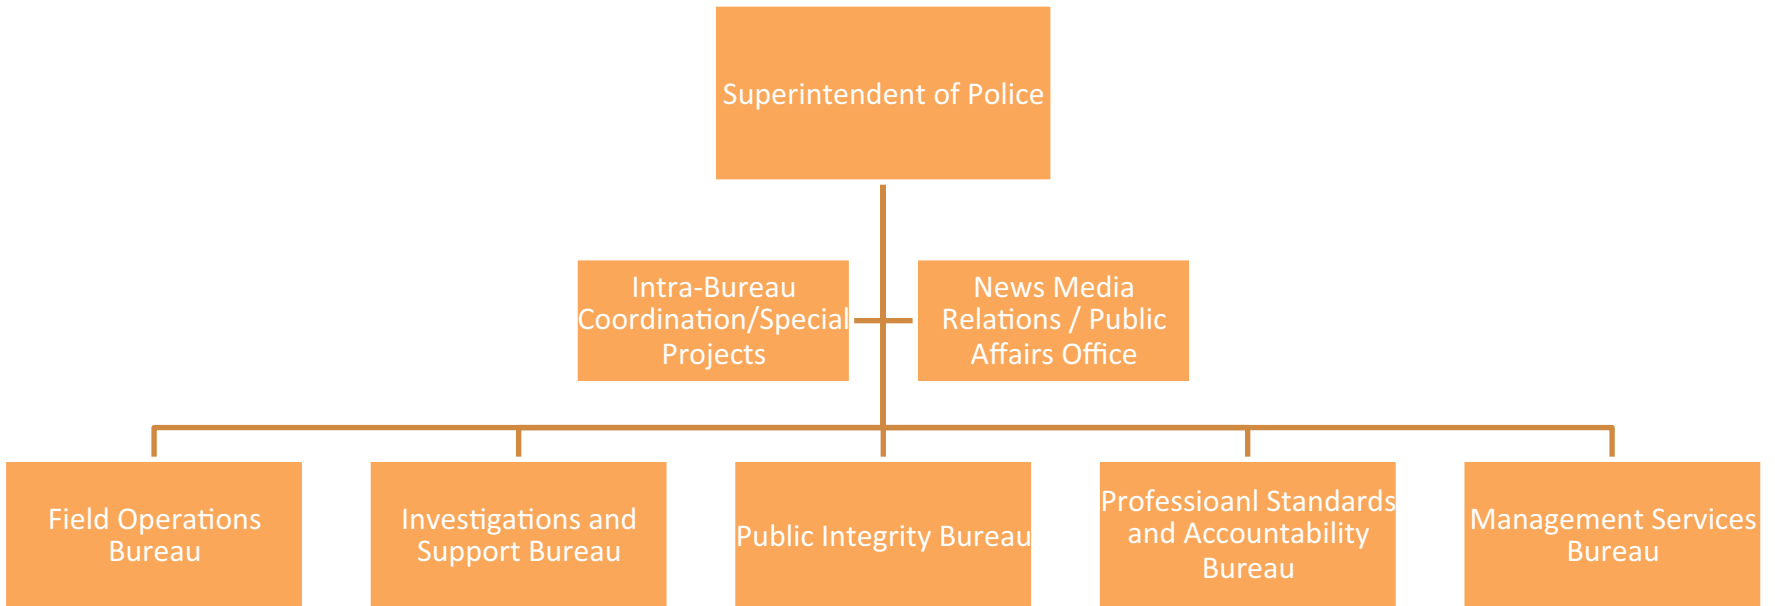 Superintendent of Police
Intra-Bureau
Coordination/Special
Projects
News Media
Relations / Public
Affairs Office
Field Operations
Bureau
Investigations and
Support Bureau
Public Integrity Bureau
Professioanl Standards
and Accountability
Bureau
Management Services
Bureau